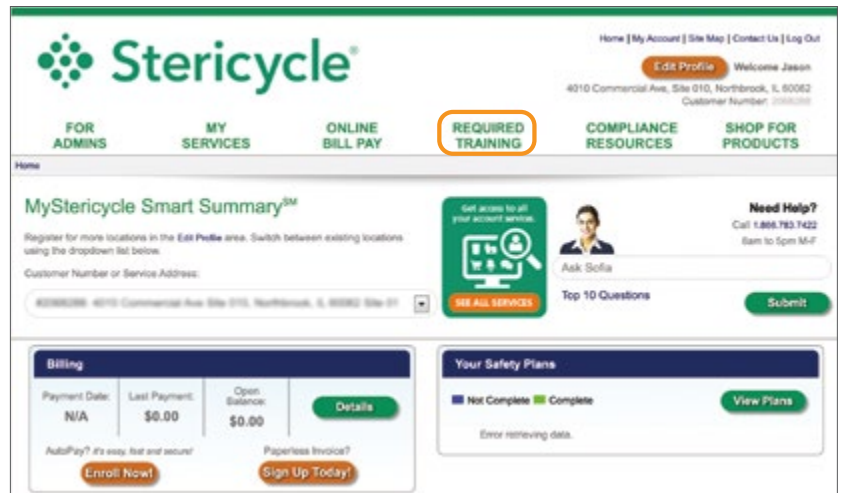 Home | My Account | Site Map | Contact Us | Log Out
Stericycle®
Edit Profile Welcome Jason
4010 Commercial Ave, Site 010, Northbrook, IL 60062
Customer Number:
FOR ADMINS
MY SERVICES
ONLINE BILL PAY
REQUIRED TRAINING
COMPLIANCE RESOURCES
SHOP FOR PRODUCTS
Home
MyStericycle Smart Summary℠
Register for more locations in the Edit Profile area. Switch between existing locations
using the dropdown list below.
Customer Number or Service Address:
Get access to all
your account services.
SEE ALL SERVICES
Need Help?
Call 1.866.783.7422
8am to 5pm M-F
Ask Sofia
Top 10 Questions
Submit
Billing
Payment Date:
N/A
Last Payment:
$0.00
Open
Balance:
$0.00
Details
AutoPay? It's easy, fast and secure!
Enroll Now!
Paperless Invoice?
Sign Up Today!
Your Safety Plans
Not Complete Complete
View Plans
Error retrieving data.